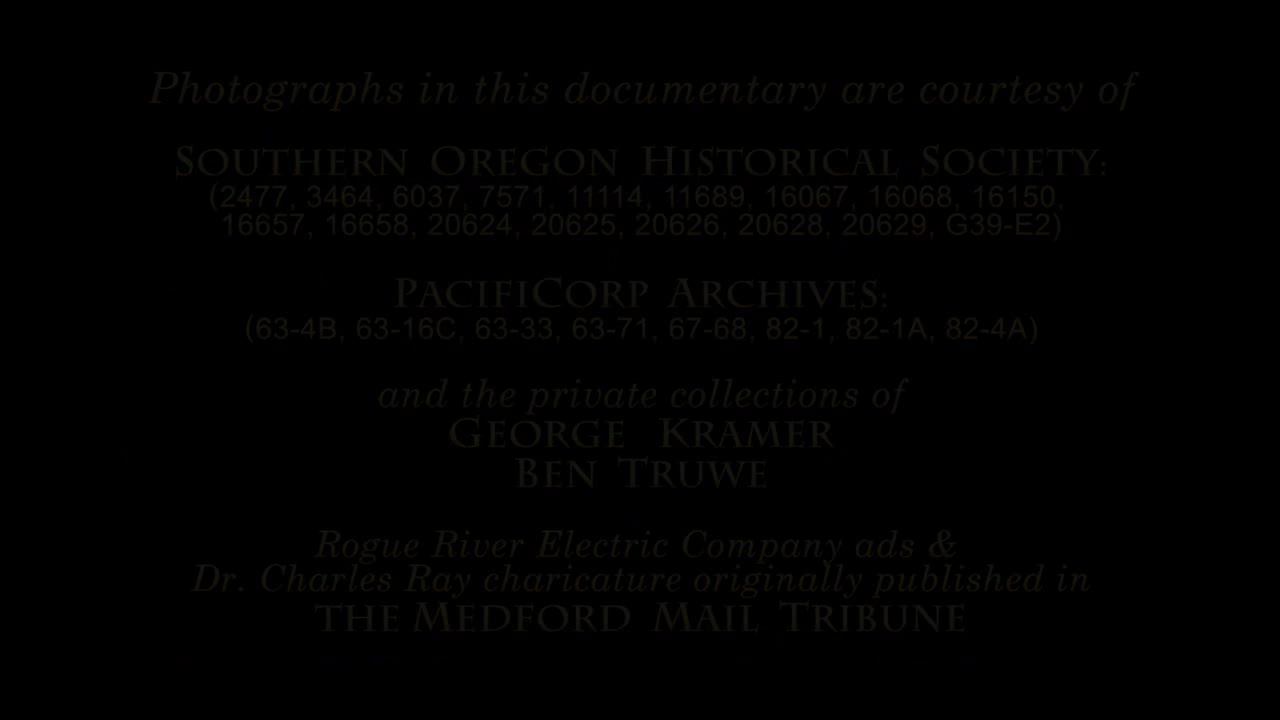 Photographs in this documentary are courtesy of
SOUTHERN OREGON HISTORICAL SOCIETY:
(2477, 3464, 6037, 7571, 11114, 11689, 16067, 16068, 16150,
16657, 16658, 20624, 20625, 20626, 20628, 20629, G39-E2)
PACIFICORP ARCHIVES:
(63-4B, 63-16C, 63-33, 63-71, 67-68, 82-1, 82-1A, 82-4A)
and the private collections of
GEORGE KRAMER
BEN TRUWE
Rogue River Electric Company ads &
Dr. Charles Ray charicature originally published in
THE MEDFORD MAIL TRIBUNE